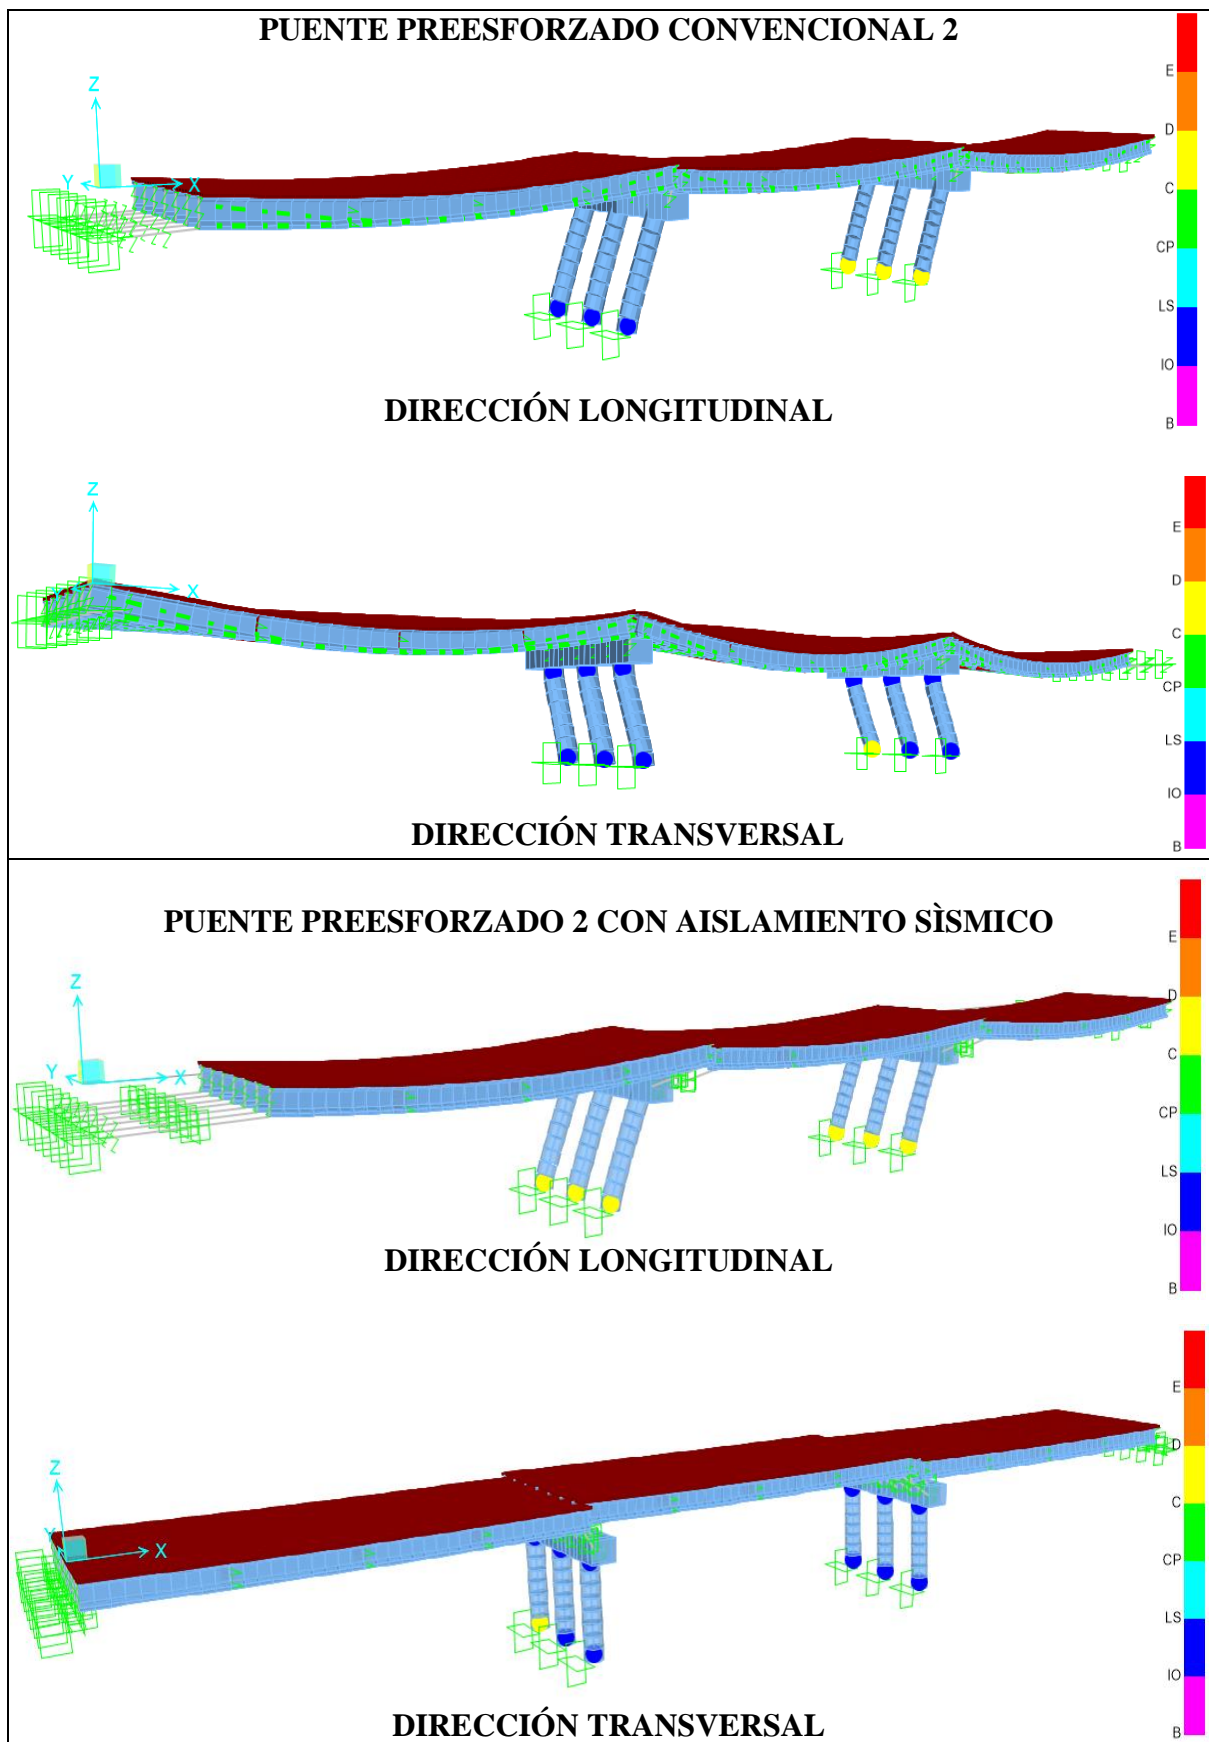 PUENTE PREESFORZADO CONVENCIONAL 2
E
D
C
CP
LS
IO
B
Z
Y
X
DIRECCIÓN LONGITUDINAL
E
D
C
CP
LS
IO
B
Z
Y
X
DIRECCIÓN TRANSVERSAL
PUENTE PREESFORZADO 2 CON AISLAMIENTO SÌSMICO
E
D
C
CP
LS
IO
B
Z
Y
X
DIRECCIÓN LONGITUDINAL
E
D
C
CP
LS
IO
B
Z
Y
X
DIRECCIÓN TRANSVERSAL